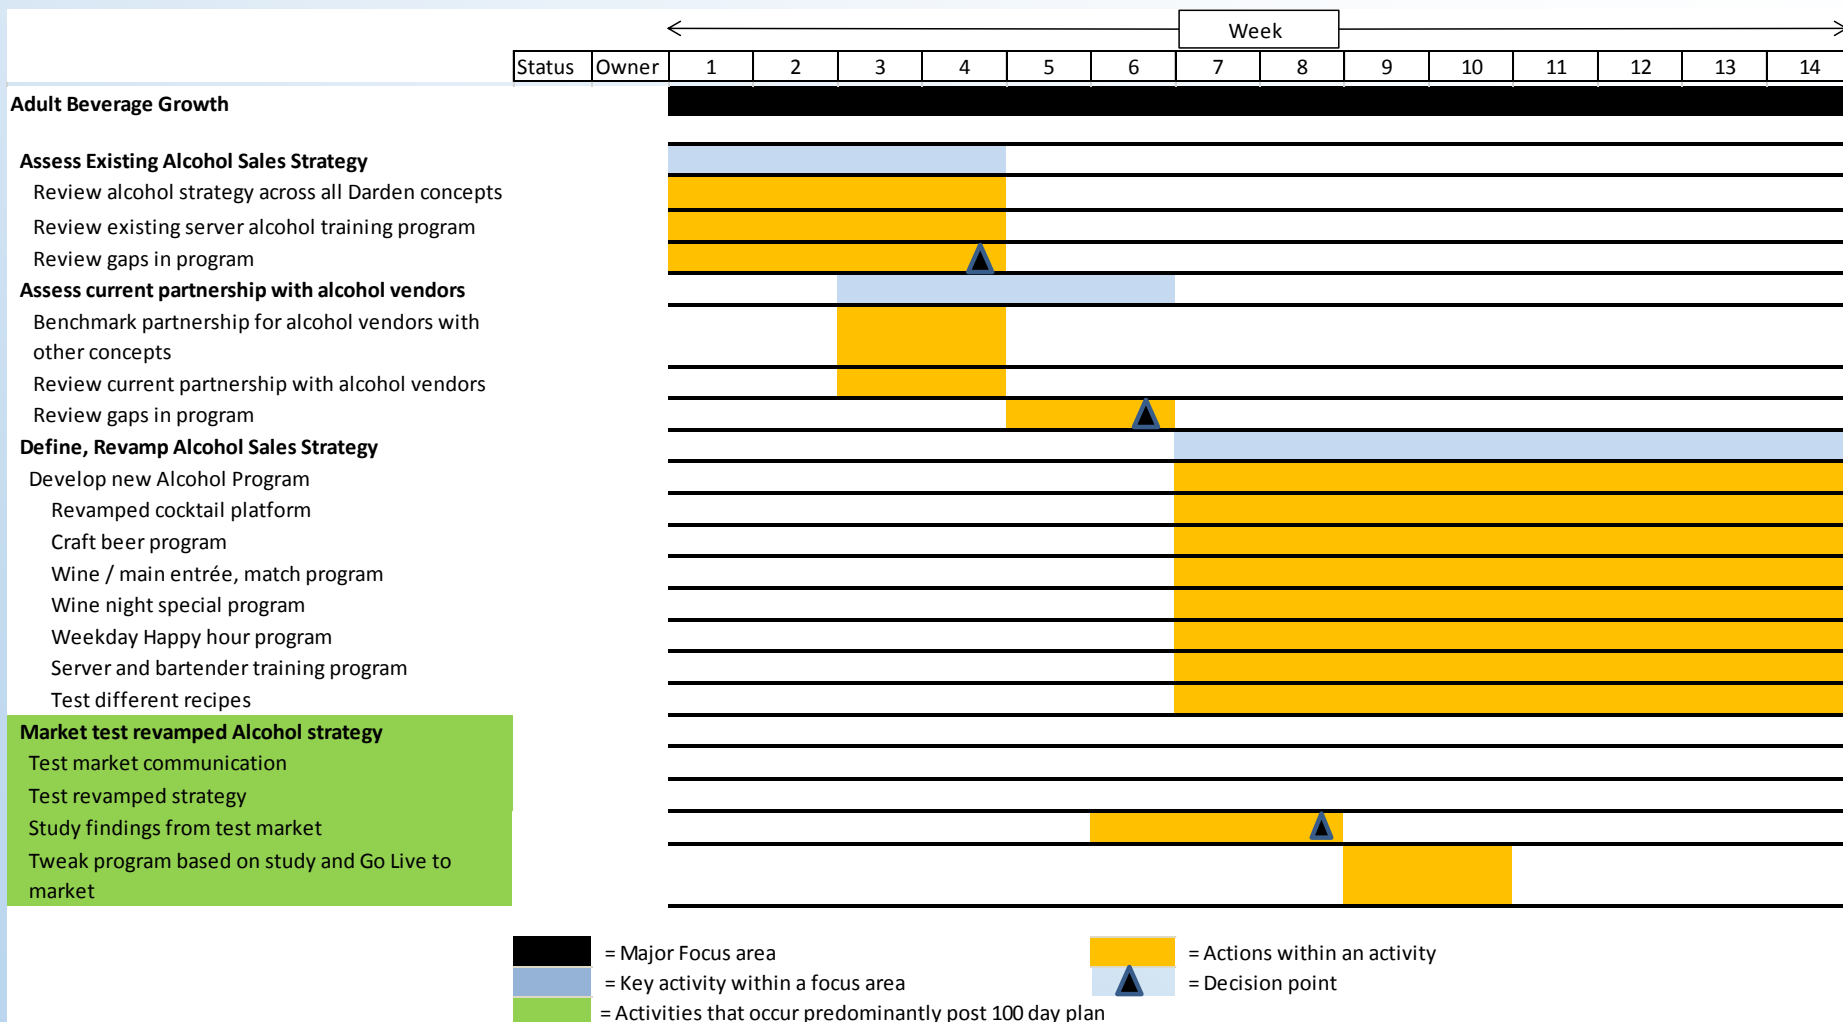 Week
Status Owner 1 2 3 4 5 6 7 8 9 10 11 12 13 14
Adult Beverage Growth
Assess Existing Alcohol Sales Strategy
Review alcohol strategy across all Darden concepts
Review existing server alcohol training program
Review gaps in program
Assess current partnership with alcohol vendors
Benchmark partnership for alcohol vendors with
other concepts
Review current partnership with alcohol vendors
Review gaps in program
Define, Revamp Alcohol Sales Strategy
Develop new Alcohol Program
Revamped cocktail platform
Craft beer program
Wine / main entrée, match program
Wine night special program
Weekday Happy hour program
Server and bartender training program
Test different recipes
Market test revamped Alcohol strategy
Test market communication
Test revamped strategy
Study findings from test market
Tweak program based on study and Go Live to
market
= Major Focus area
= Actions within an activity
= Key activity within a focus area
= Decision point
= Activities that occur predominantly post 100 day plan